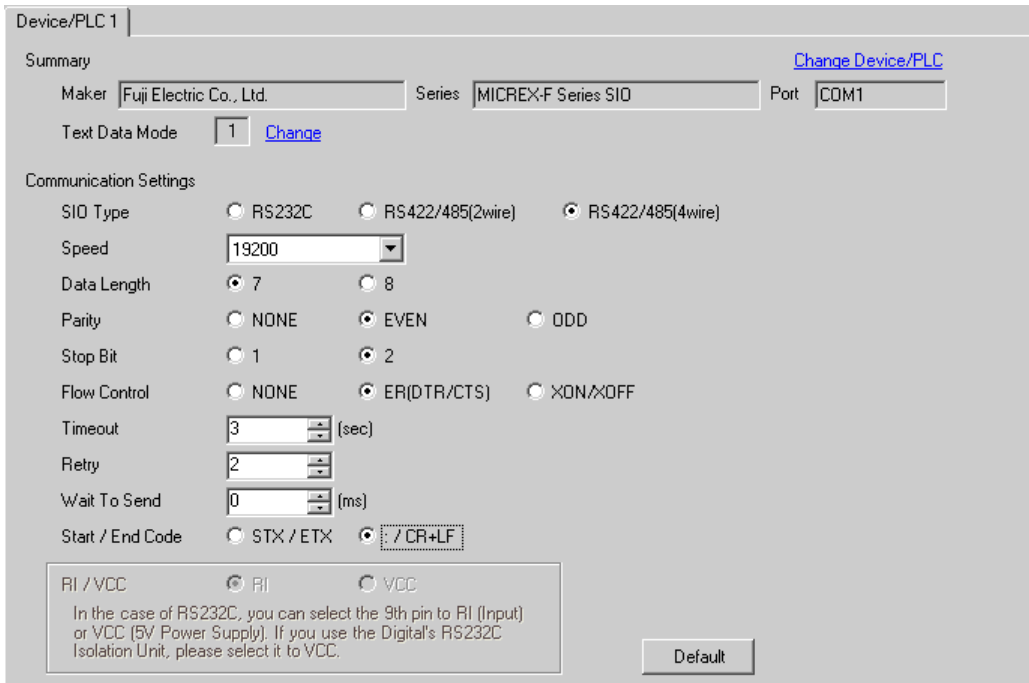 Device/PLC 1
Summary Change Device/PLC
Maker Fuji Electric Co., Ltd. Series MICREX-F Series SIO Port COM1
Text Data Mode 1 Change
Communication Settings
SIO Type RS232C RS422/485(2wire) RS422/485(4wire)
Speed 19200
Data Length 7 8
Parity NONE EVEN ODD
Stop Bit 1 2
Flow Control NONE ER(DTR/CTS) XON/XOFF
Timeout 3 (sec)
Retry 2
Wait To Send 0 (ms)
Start / End Code STX / ETX : / CR+LF
RI / VCC RI VCC
In the case of RS232C, you can select the 9th pin to RI (Input)
or VCC (5V Power Supply). If you use the Digital's RS232C
Isolation Unit, please select it to VCC.
Default